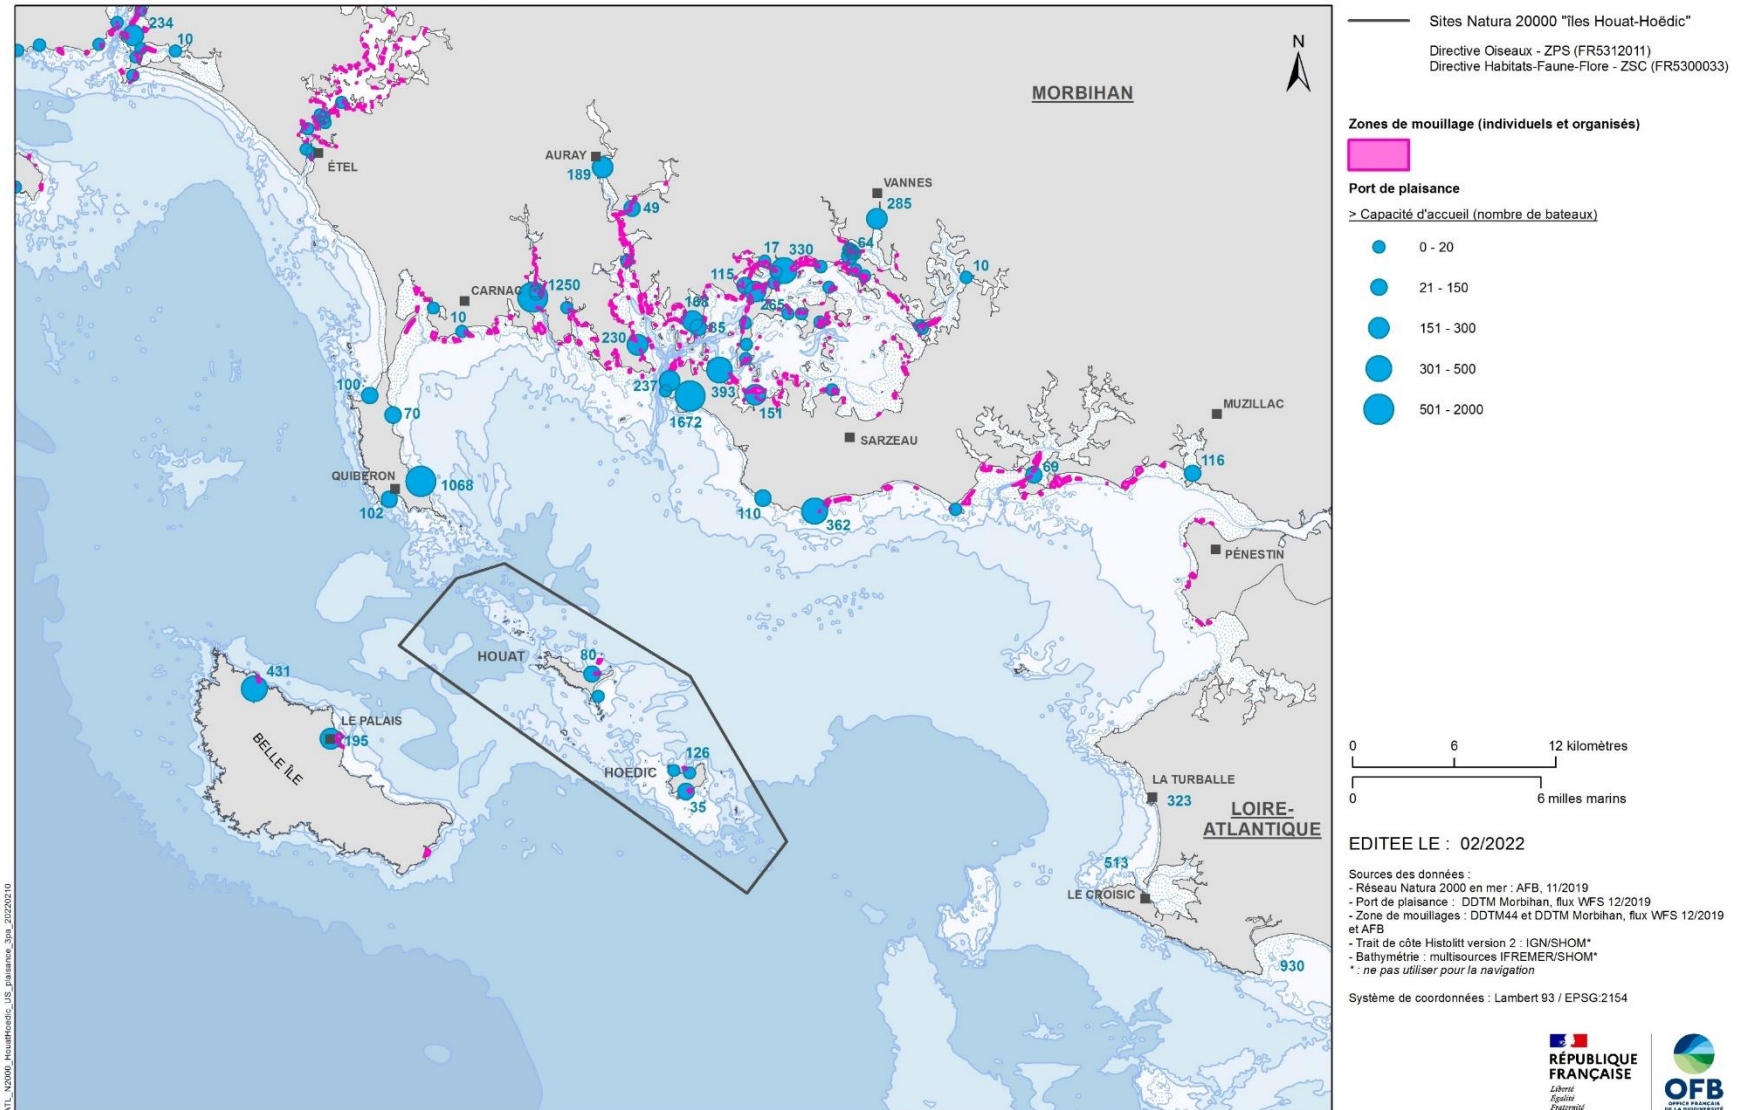 234
10
ÉTEL
MORBIHAN
N
AURAY
189
49
VANNES
285
64
17
330
115
265
10
CARNAC
1250
10
168
85
230
237
393
151
1672
100
70
QUIBERON
1068
102
SARZEAU
MUZILLAC
69
116
110
362
PÉNESTIN
HOUAT
80
431
LE PALAIS
195
BELLE ÎLE
126
HOEDIC
35
LA TURBALLE
323
LOIRE-
ATLANTIQUE
513
LE CROISIC
930
Sites Natura 20000 "îles Houat-Hoëdic"
Directive Oiseaux - ZPS (FR5312011)
Directive Habitats-Faune-Flore - ZSC (FR5300033)
Zones de mouillage (individuels et organisés)
Port de plaisance
> Capacité d'accueil (nombre de bateaux)
0 - 20
21 - 150
151 - 300
301 - 500
501 - 2000
0 6 12 kilomètres
0 6 milles marins
EDITEE LE : 02/2022
Sources des données :
- Réseau Natura 2000 en mer : AFB, 11/2019
- Port de plaisance : DDTM Morbihan, flux WFS 12/2019
- Zone de mouillages : DDTM44 et DDTM Morbihan, flux WFS 12/2019
et AFB
- Trait de côte Histolitt version 2 : IGN/SHOM*
- Bathymétrie : multisources IFREMER/SHOM*
* : ne pas utiliser pour la navigation
Système de coordonnées : Lambert 93 / EPSG:2154
RÉPUBLIQUE
FRANÇAISE
Liberté
Égalité
Fraternité
OFB
OFFICE FRANÇAIS
DE LA BIODIVERSITÉ
ATL_N2000_HouatHoedic_US_plaisance_3pa_20220210